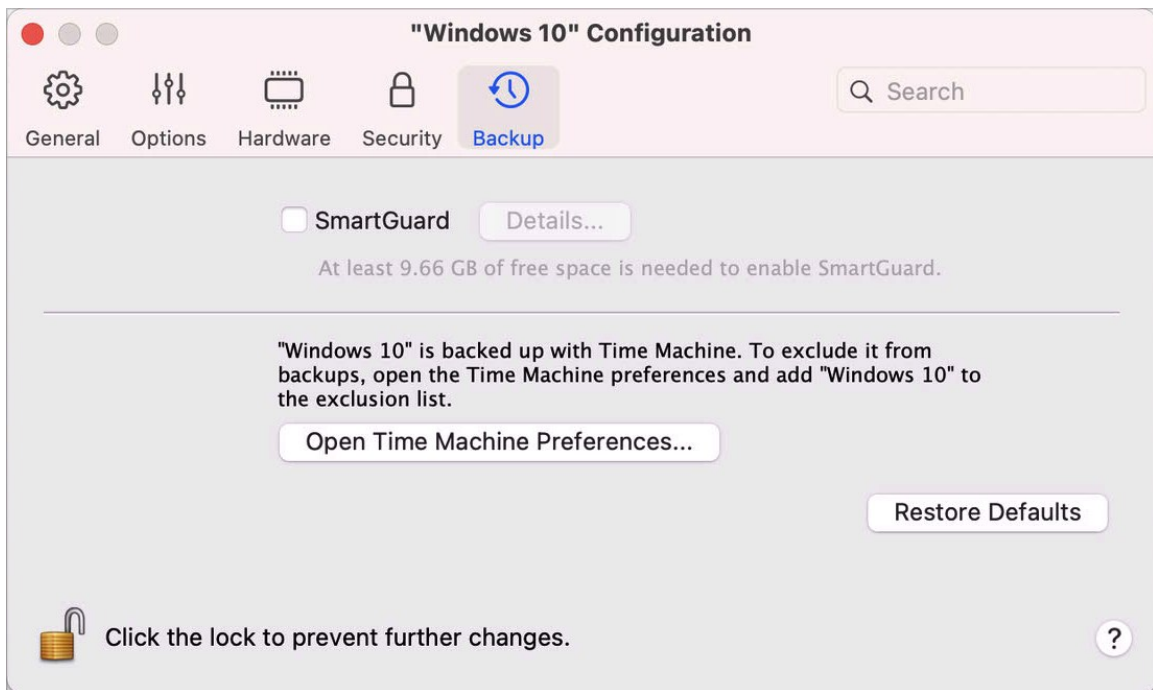 "Windows 10" Configuration
General Options Hardware Security Backup
Search
SmartGuard Details...
At least 9.66 GB of free space is needed to enable SmartGuard.
"Windows 10" is backed up with Time Machine. To exclude it from
backups, open the Time Machine preferences and add "Windows 10" to
the exclusion list.
Open Time Machine Preferences...
Restore Defaults
Click the lock to prevent further changes.
?